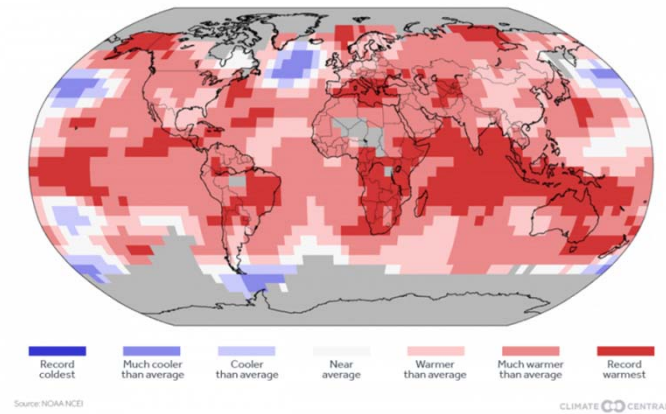 Record
coldest
Much cooler
than average
Cooler
than average
Near
average
Warmer
than average
Much warmer
than average
Record
warmest
Source: NOAA NCEI
CLIMATE CENTRAL